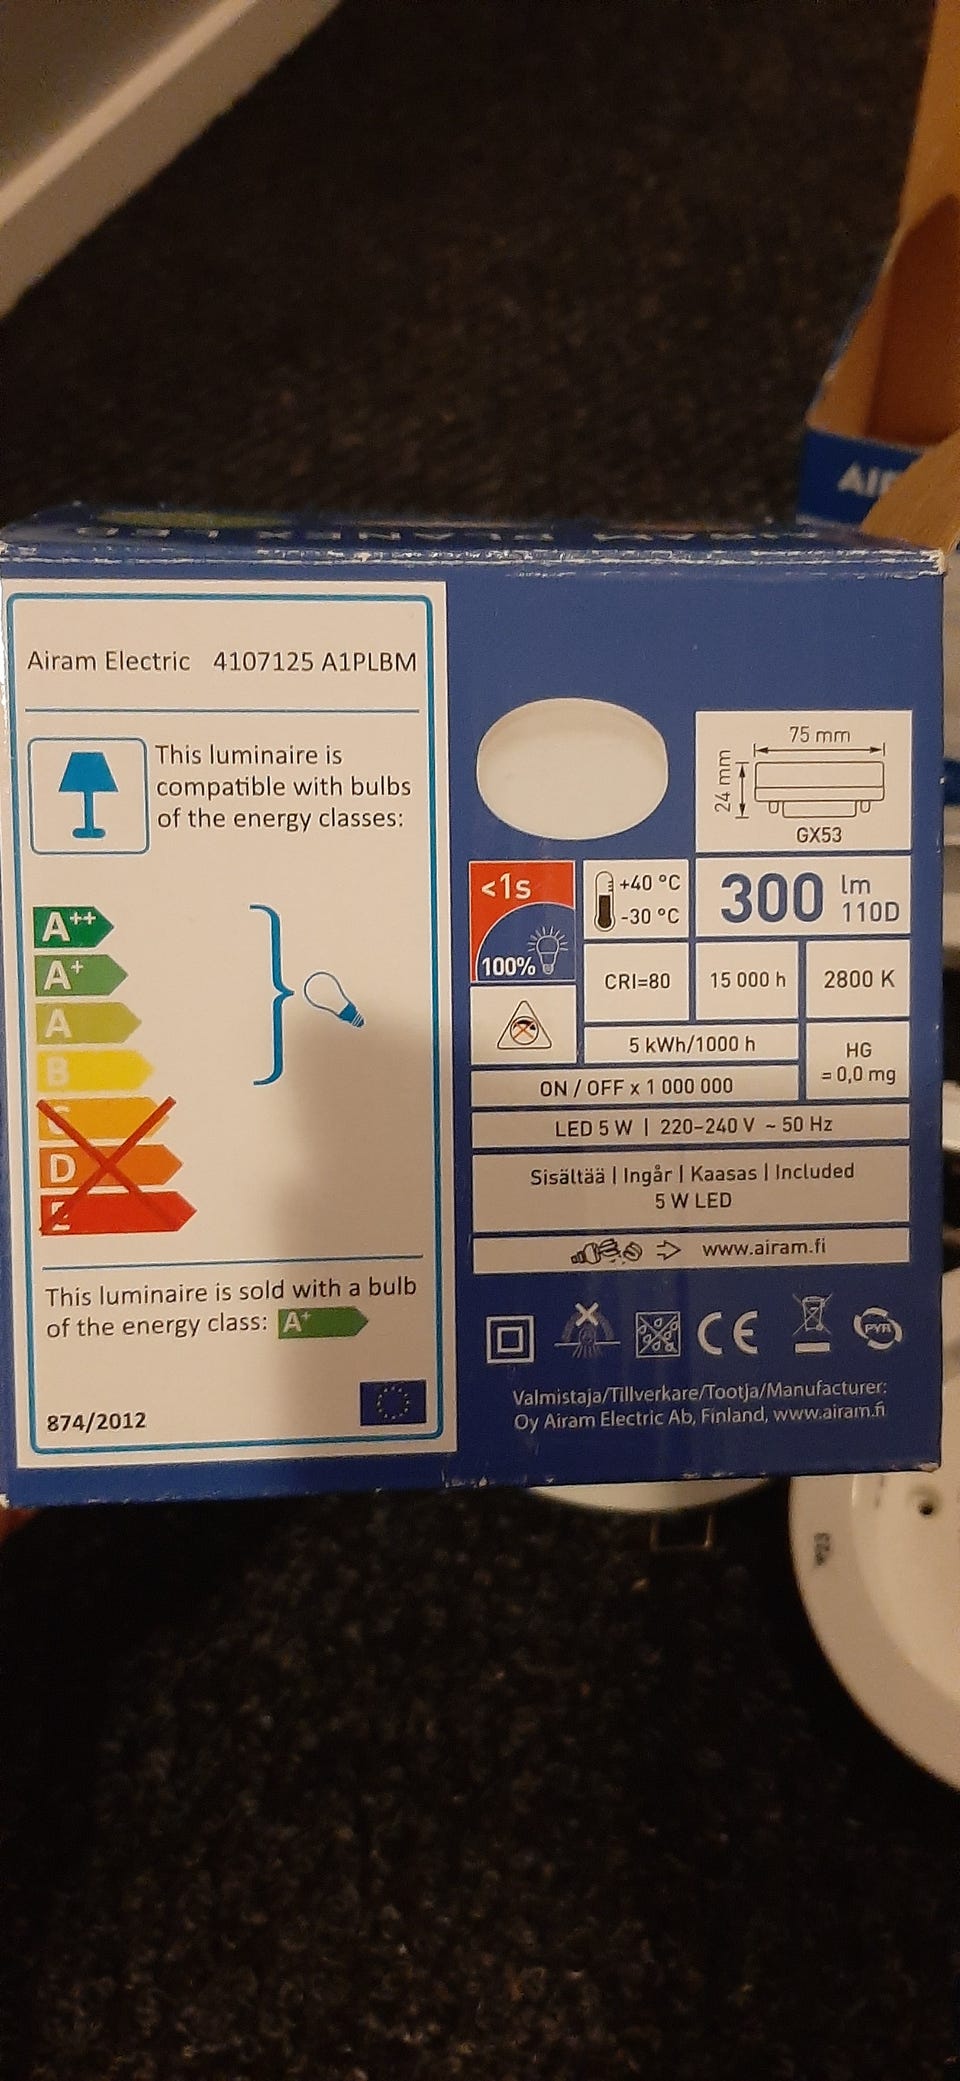 Airam Electric 4107125 A1PLBM
This luminaire is
compatible with bulbs
of the energy classes:
A++
A+
A
B
C
D
E
This luminaire is sold with a bulb
of the energy class: A+
874/2012
75 mm
24 mm
GX53
<1s
100%
+40 °C
-30 °C
300 lm
110D
CRI=80
15 000 h
2800 K
5 kWh/1000 h
HG
= 0,0 mg
ON / OFF x 1 000 000
LED 5 W | 220-240 V ~ 50 Hz
Sisältää | Ingår | Kaasas | Included
5 W LED
www.airam.fi
CE
PYR
Valmistaja/Tillverkare/Tootja/Manufacturer:
Oy Airam Electric Ab, Finland, www.airam.fi